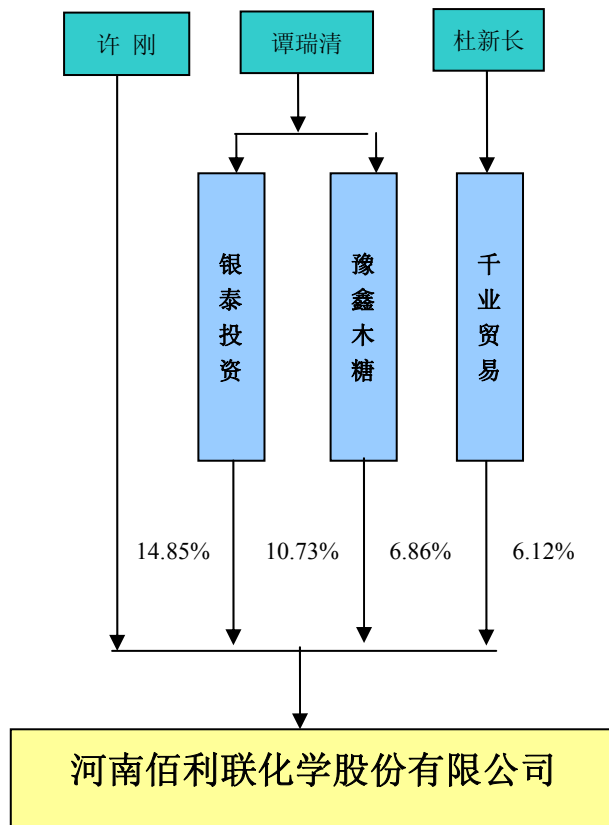 许 刚
谭瑞清
杜新长
银泰投资
豫鑫木糖
千业贸易
14.85%
10.73%
6.86%
6.12%
河南佰利联化学股份有限公司